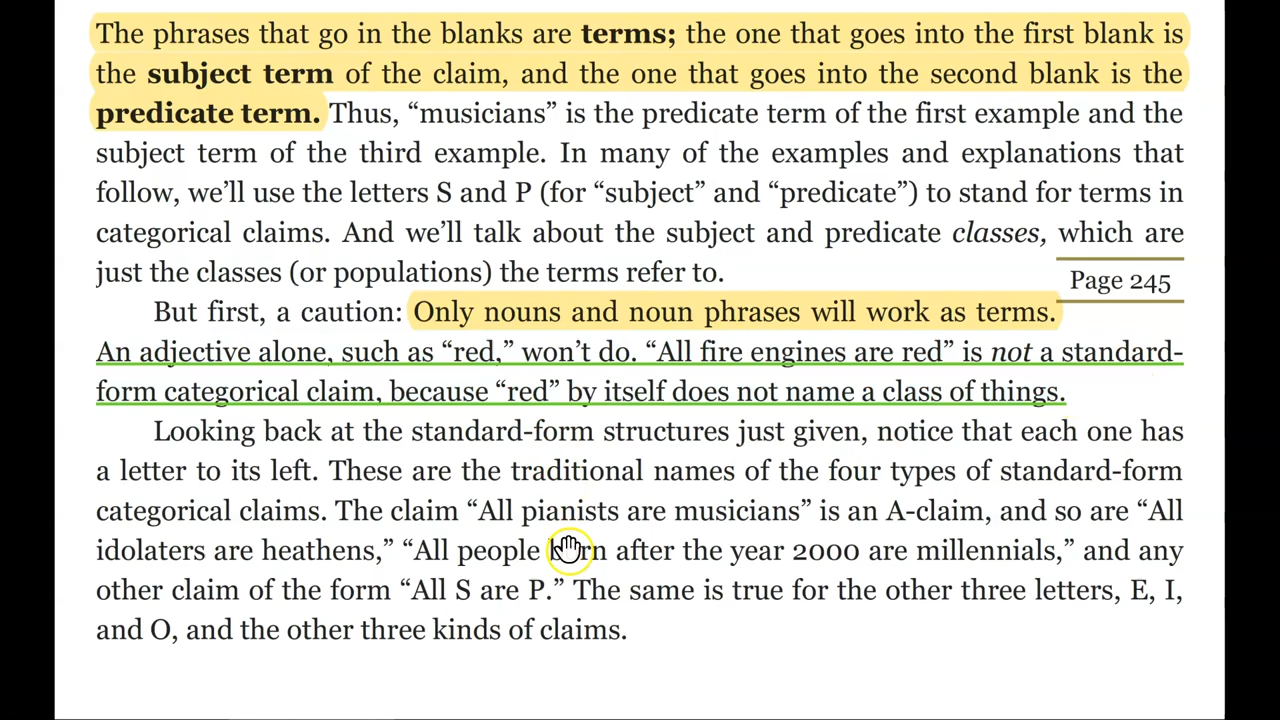 The phrases that go in the blanks are terms; the one that goes into the first blank is
the subject term of the claim, and the one that goes into the second blank is the
predicate term. Thus, “musicians” is the predicate term of the first example and the
subject term of the third example. In many of the examples and explanations that
follow, we’ll use the letters S and P (for “subject” and “predicate”) to stand for terms in
categorical claims. And we’ll talk about the subject and predicate classes, which are
just the classes (or populations) the terms refer to.
Page 245
But first, a caution: Only nouns and noun phrases will work as terms.
An adjective alone, such as “red,” won’t do. “All fire engines are red” is not a standard-
form categorical claim, because “red” by itself does not name a class of things.
Looking back at the standard-form structures just given, notice that each one has
a letter to its left. These are the traditional names of the four types of standard-form
categorical claims. The claim “All pianists are musicians” is an A-claim, and so are “All
idolaters are heathens,” “All people born after the year 2000 are millennials,” and any
other claim of the form “All S are P.” The same is true for the other three letters, E, I,
and O, and the other three kinds of claims.